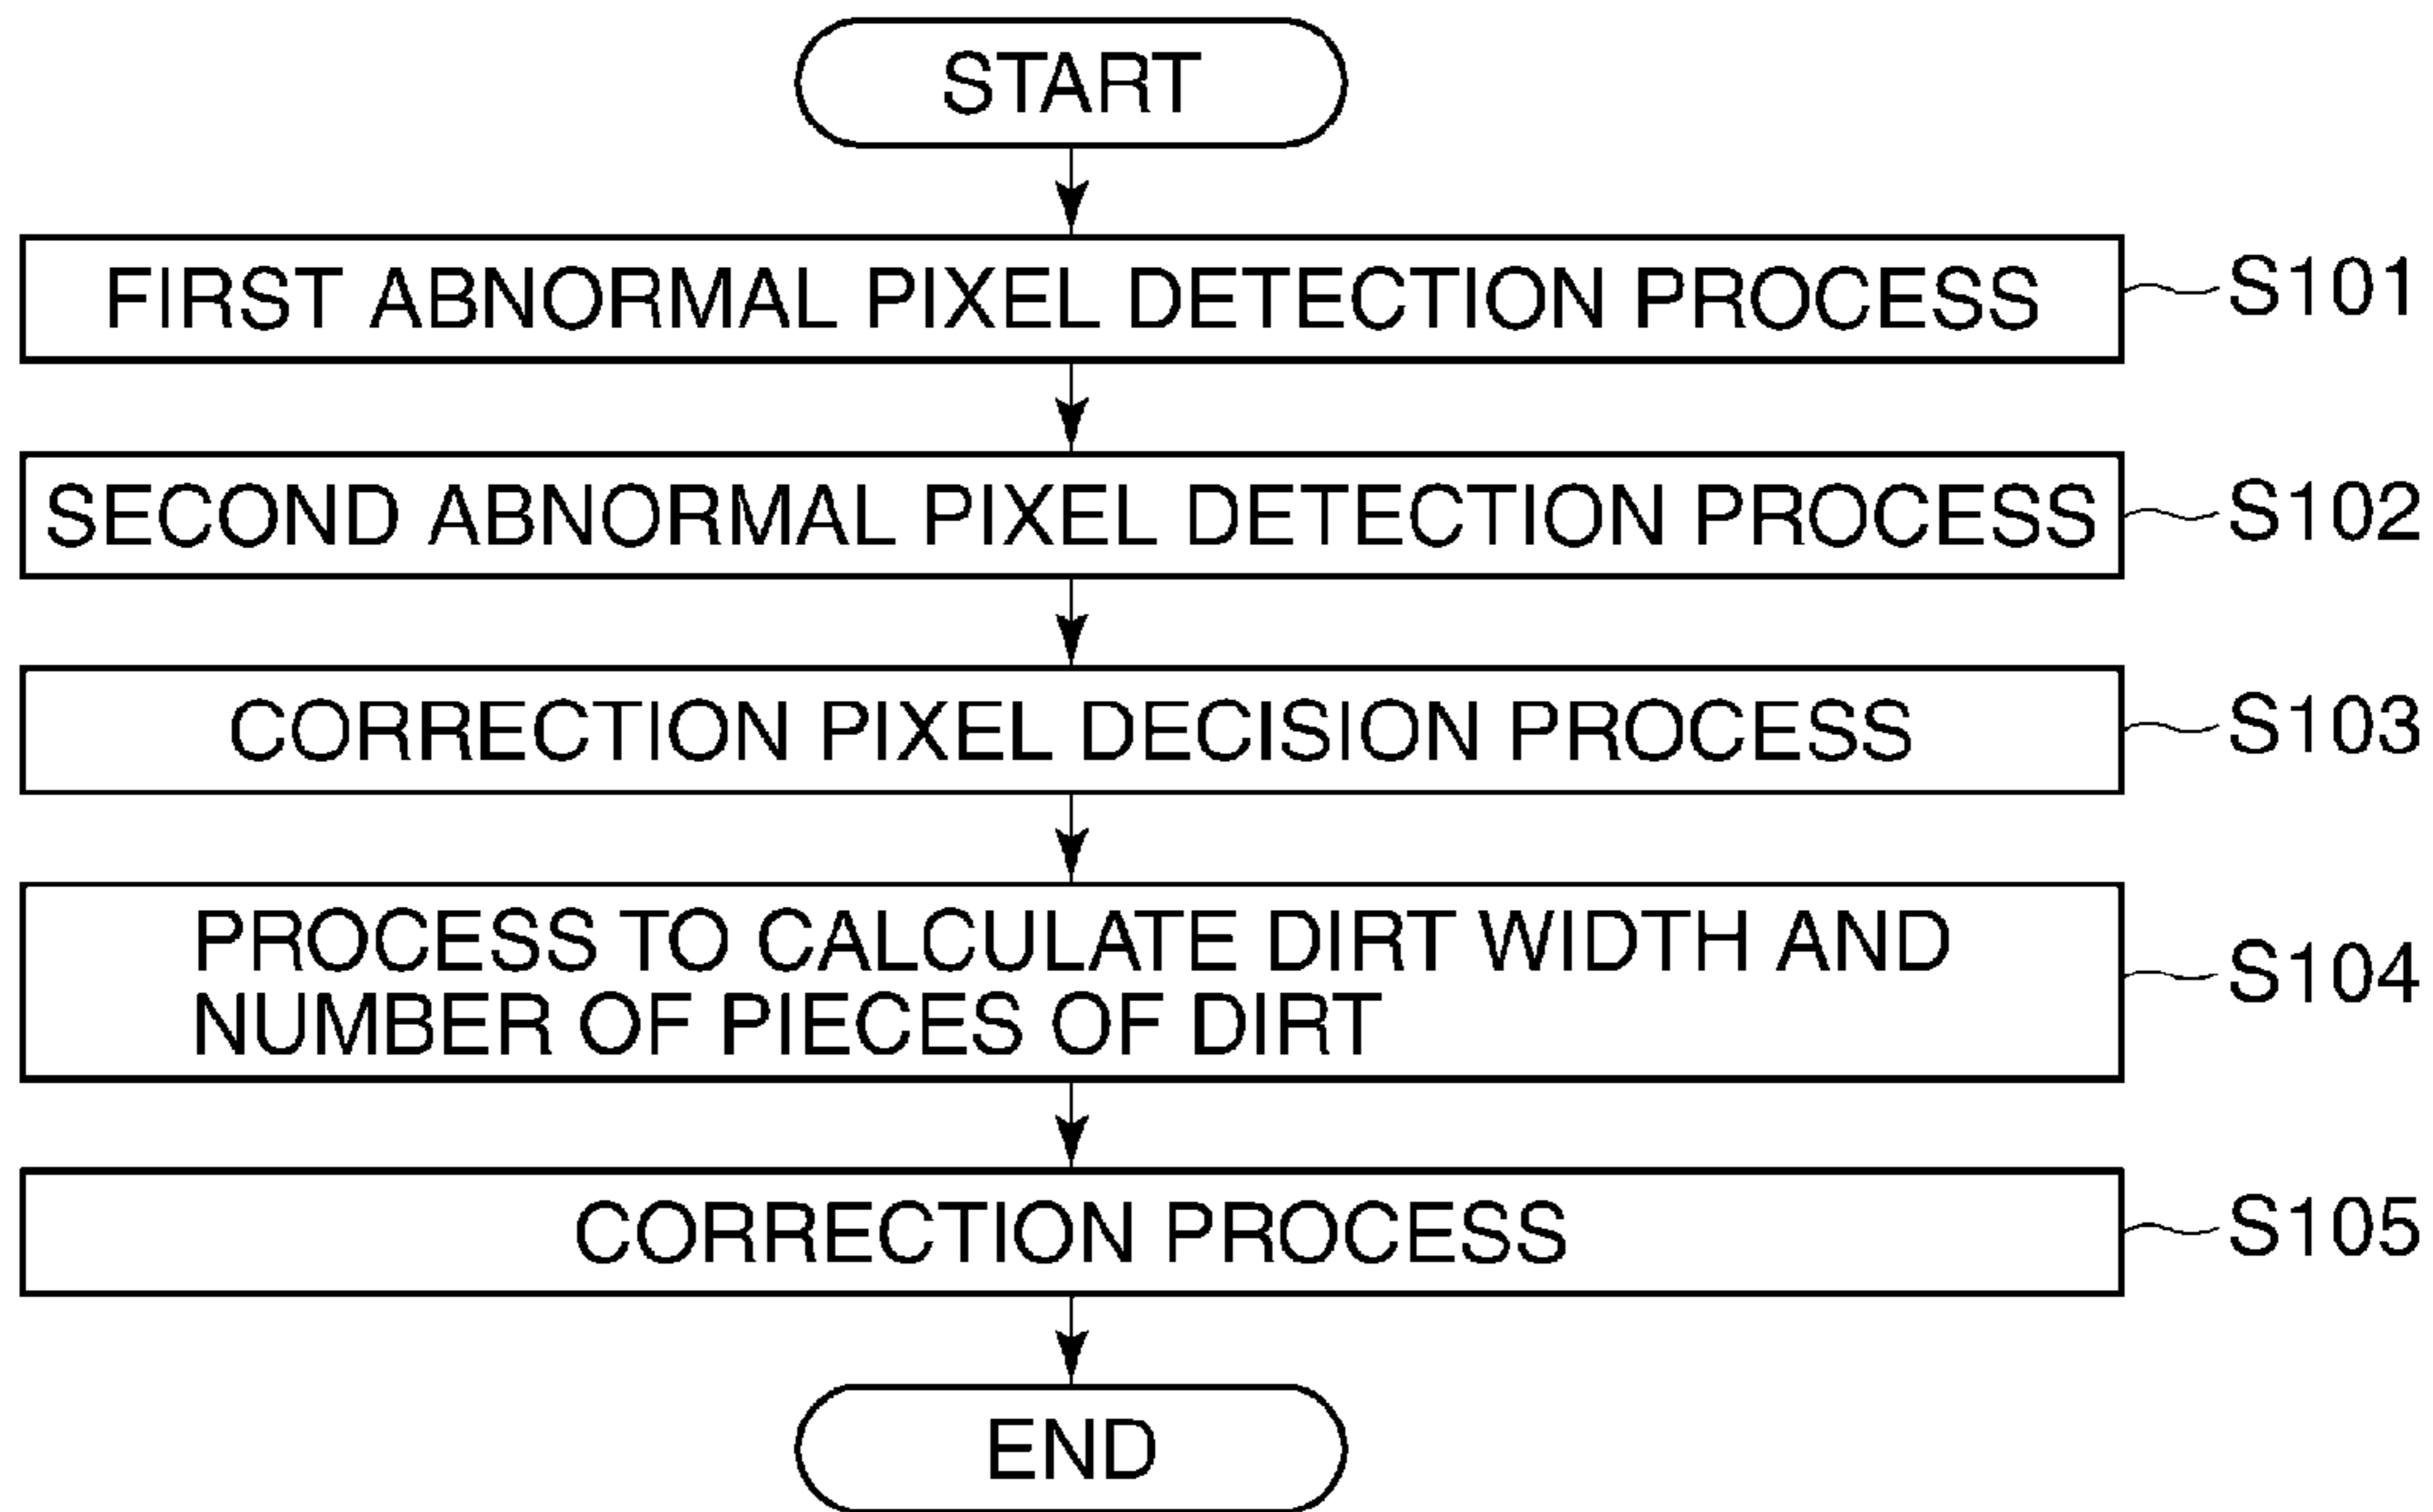 START
FIRST ABNORMAL PIXEL DETECTION PROCESS
S101
SECOND ABNORMAL PIXEL DETECTION PROCESS
S102
CORRECTION PIXEL DECISION PROCESS
S103
PROCESS TO CALCULATE DIRT WIDTH AND
NUMBER OF PIECES OF DIRT
S104
CORRECTION PROCESS
S105
END